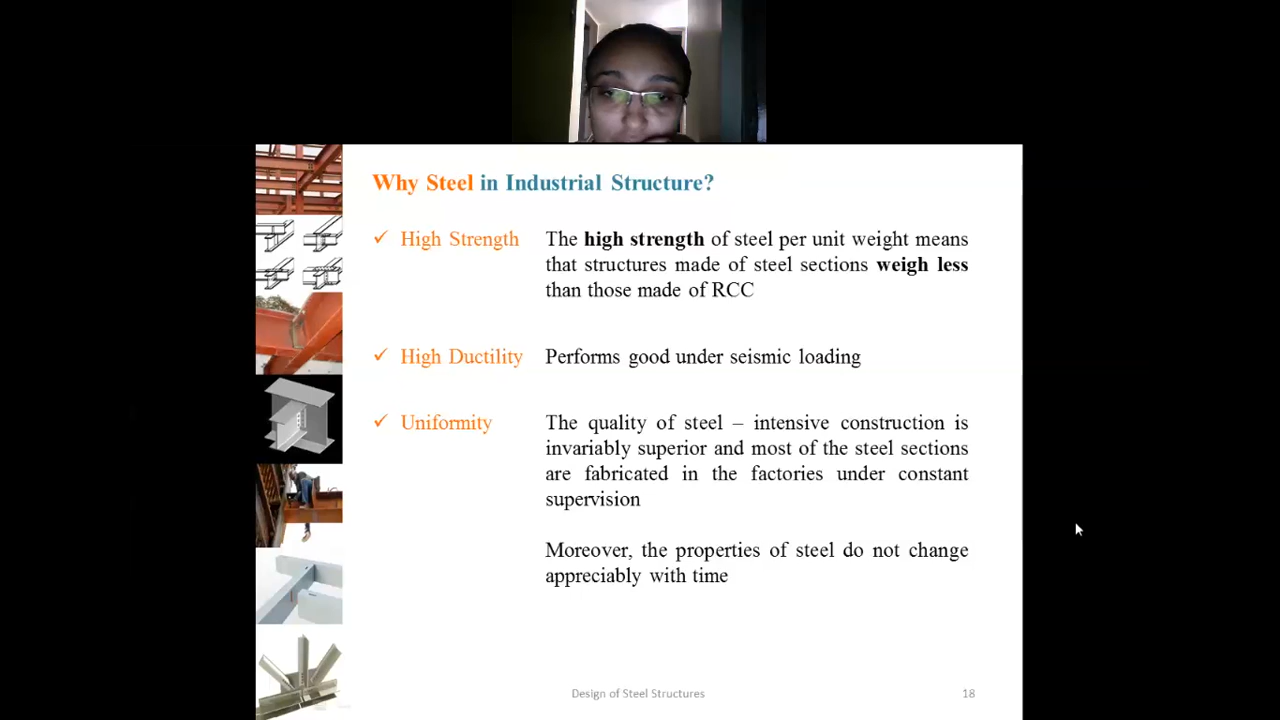 Why Steel in Industrial Structure?
✓ High Strength The high strength of steel per unit weight means
that structures made of steel sections weigh less
than those made of RCC
✓ High Ductility Performs good under seismic loading
✓ Uniformity The quality of steel – intensive construction is
invariably superior and most of the steel sections
are fabricated in the factories under constant
supervision
Moreover, the properties of steel do not change
appreciably with time
Design of Steel Structures 18